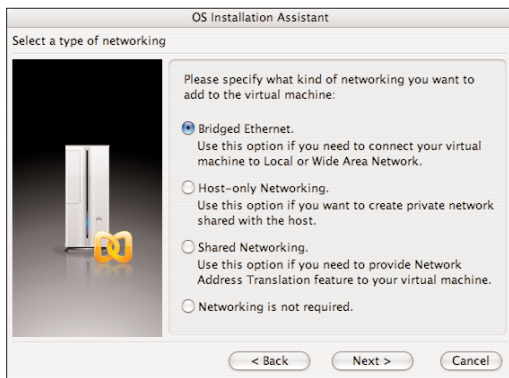 OS Installation Assistant
Select a type of networking
Please specify what kind of networking you want to
add to the virtual machine:
Bridged Ethernet.
Use this option if you need to connect your virtual
machine to Local or Wide Area Network.
Host-only Networking.
Use this option if you want to create private network
shared with the host.
Shared Networking.
Use this option if you need to provide Network
Address Translation feature to your virtual machine.
Networking is not required.
< Back
Next >
Cancel